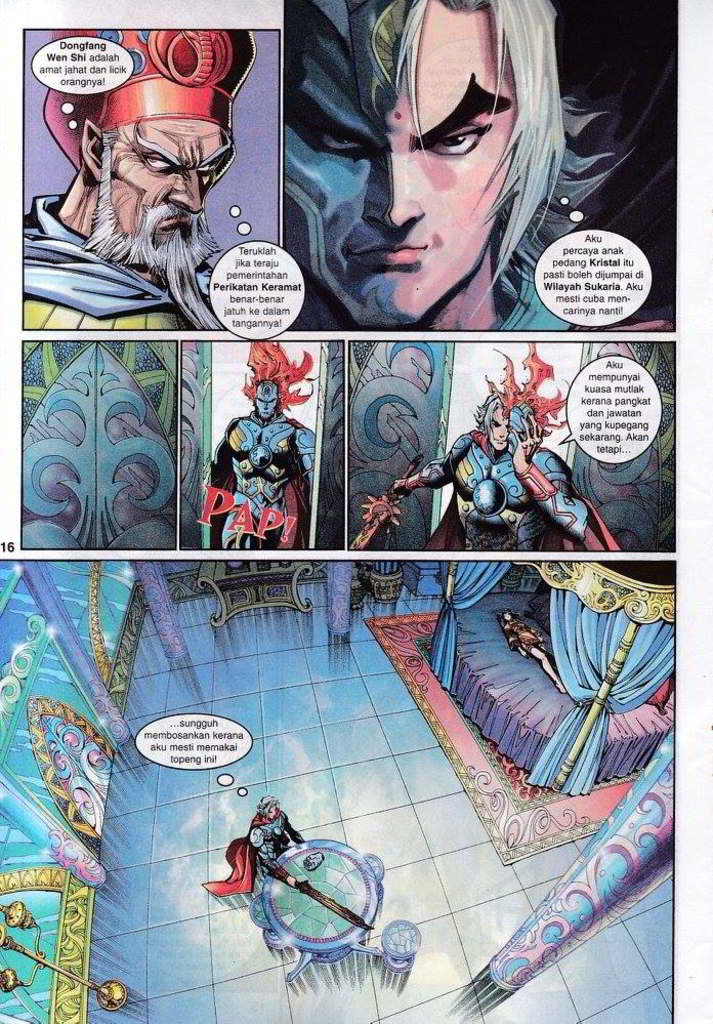 Dongfang
Wen Shi adalah
amat jahat dan licik
orangnya!
Teruklah
jika teraju
pemerintahan
Perikatan Keramat
benar-benar
jatuh ke dalam
tangannya!
Aku
percaya anak
pedang Kristal itu
pasti boleh dijumpai di
Wilayah Sukaria. Aku
mesti cuba men-
carinya nanti!
PAP!
Aku
mempunyai
kuasa mutlak
kerana pangkat
dan jawatan
yang kupegang
sekarang. Akan
tetapi...
16
...sungguh
membosankan kerana
aku mesti memakai
topeng ini!